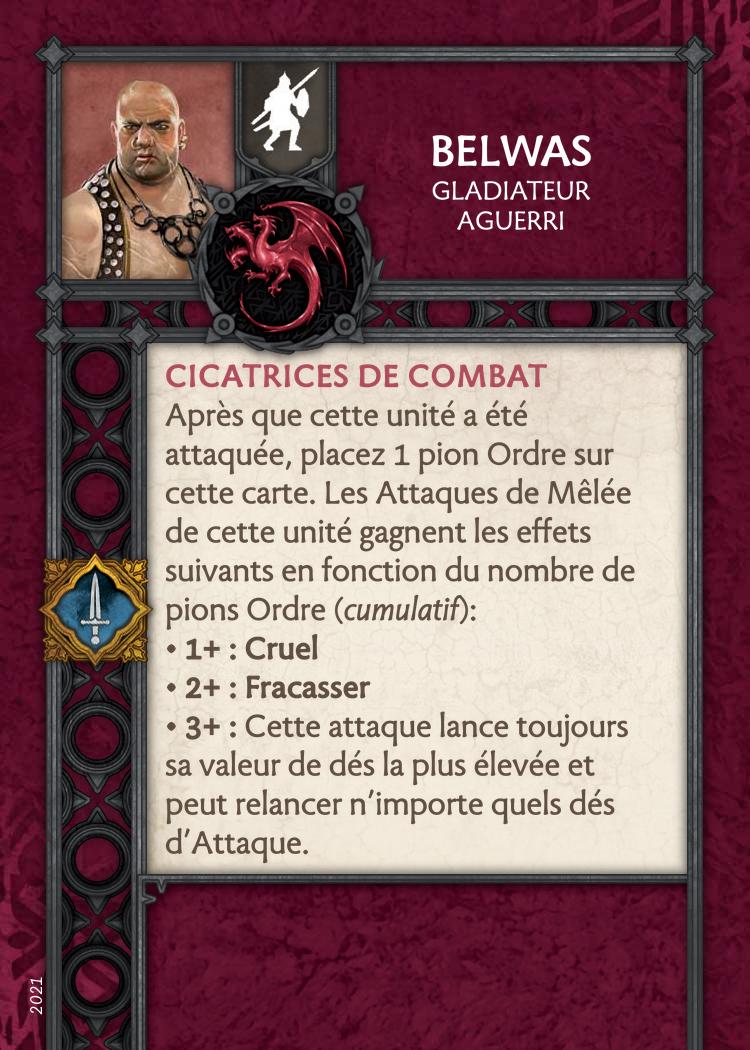 BELWAS
GLADIATEUR
AGUERRI
CICATRICES DE COMBAT
Après que cette unité a été
attaquée, placez 1 pion Ordre sur
cette carte. Les Attaques de Mêlée
de cette unité gagnent les effets
suivants en fonction du nombre de
pions Ordre (cumulatif):
• 1+ : Cruel
• 2+ : Fracasser
• 3+ : Cette attaque lance toujours
sa valeur de dés la plus élevée et
peut relancer n’importe quels dés
d’Attaque.
2021